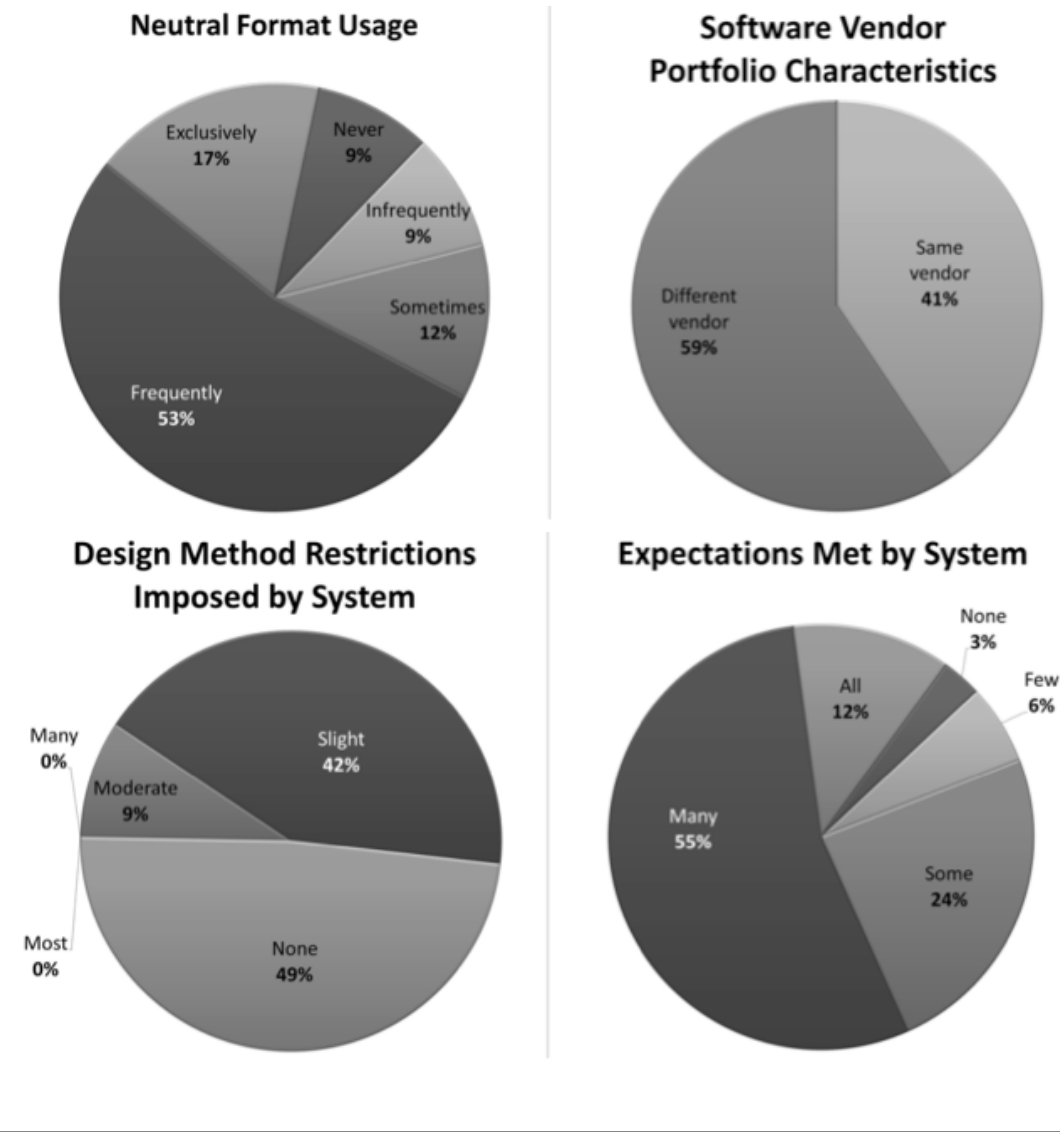 Neutral Format Usage
Exclusively
17%
Never
9%
Infrequently
9%
Sometimes
12%
Frequently
53%
Software Vendor
Portfolio Characteristics
Same
vendor
41%
Different
vendor
59%
Design Method Restrictions
Imposed by System
Slight
42%
Many
0%
Moderate
9%
Most
0%
None
49%
Expectations Met by System
None
3%
Few
6%
All
12%
Many
55%
Some
24%